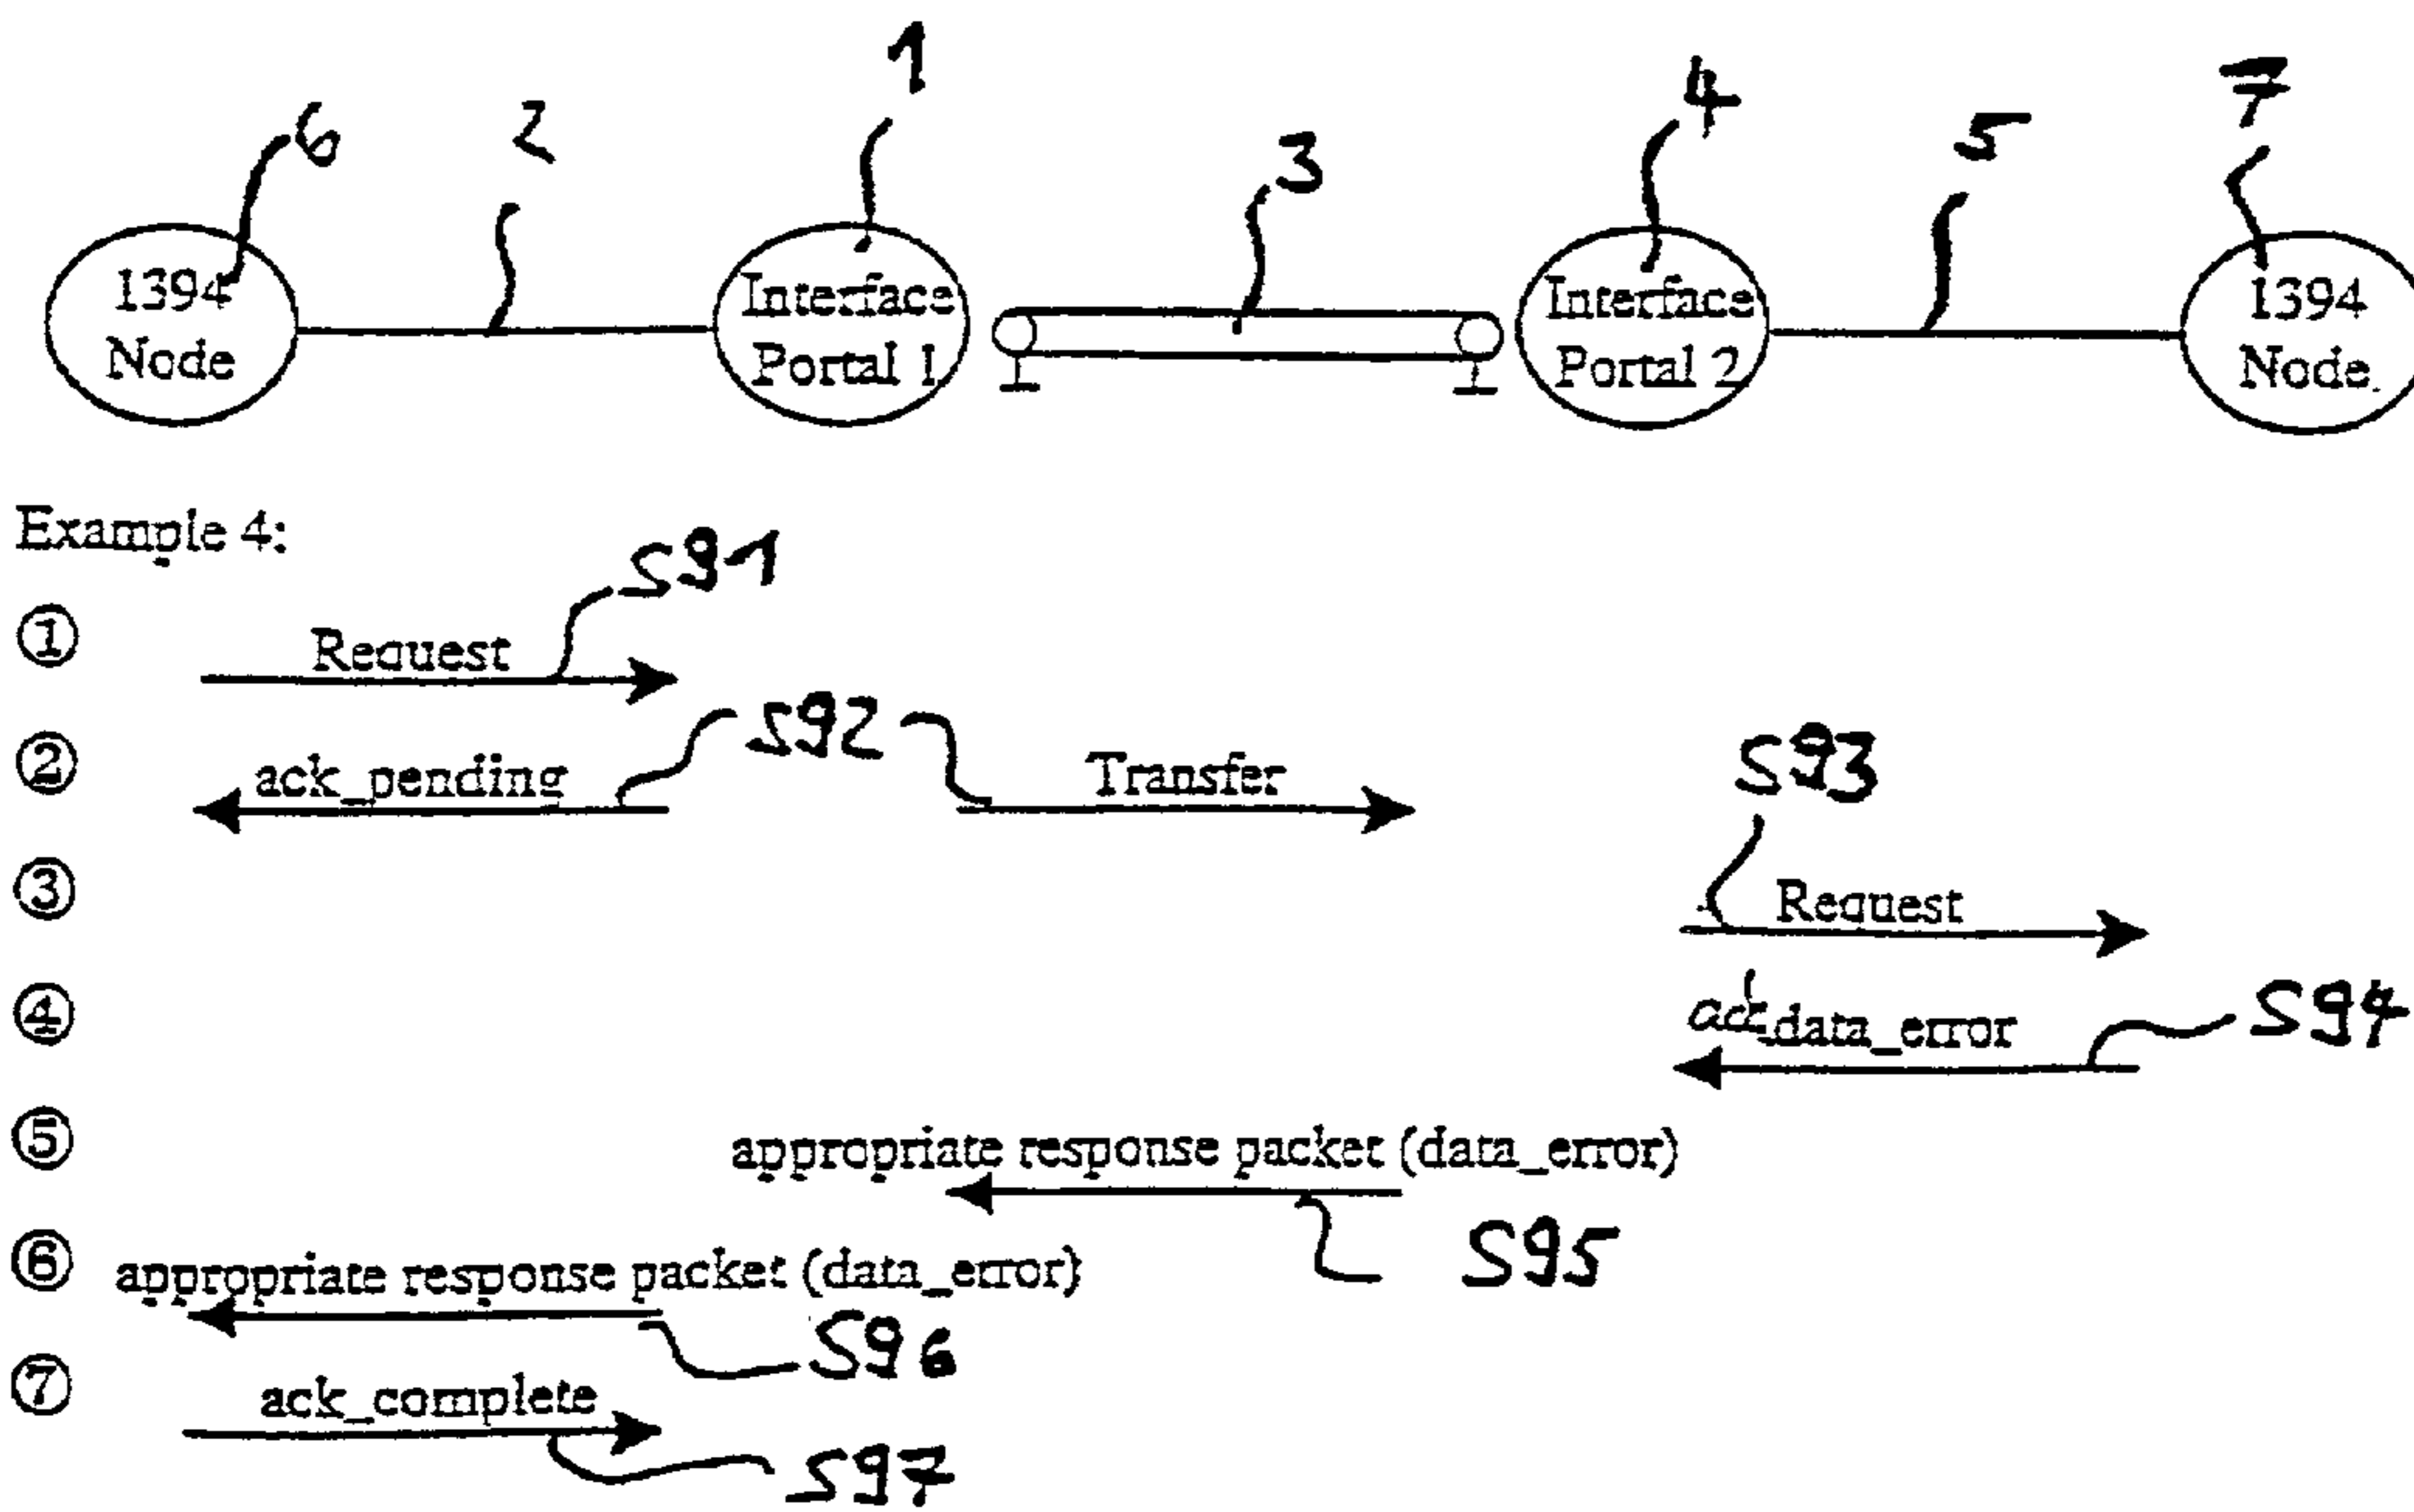 1
6 2 3 4 5 7
1394 Node
Interface Portal 1
Interface Portal 2
1394 Node
Example 4:
S91
① Request
S92
② ack_pending Transfer
S93
③ Request
④ ack_data_error S94
⑤ appropriate response packet (data_error)
S95
⑥ appropriate response packet (data_error)
S96
⑦ ack_complete
S97